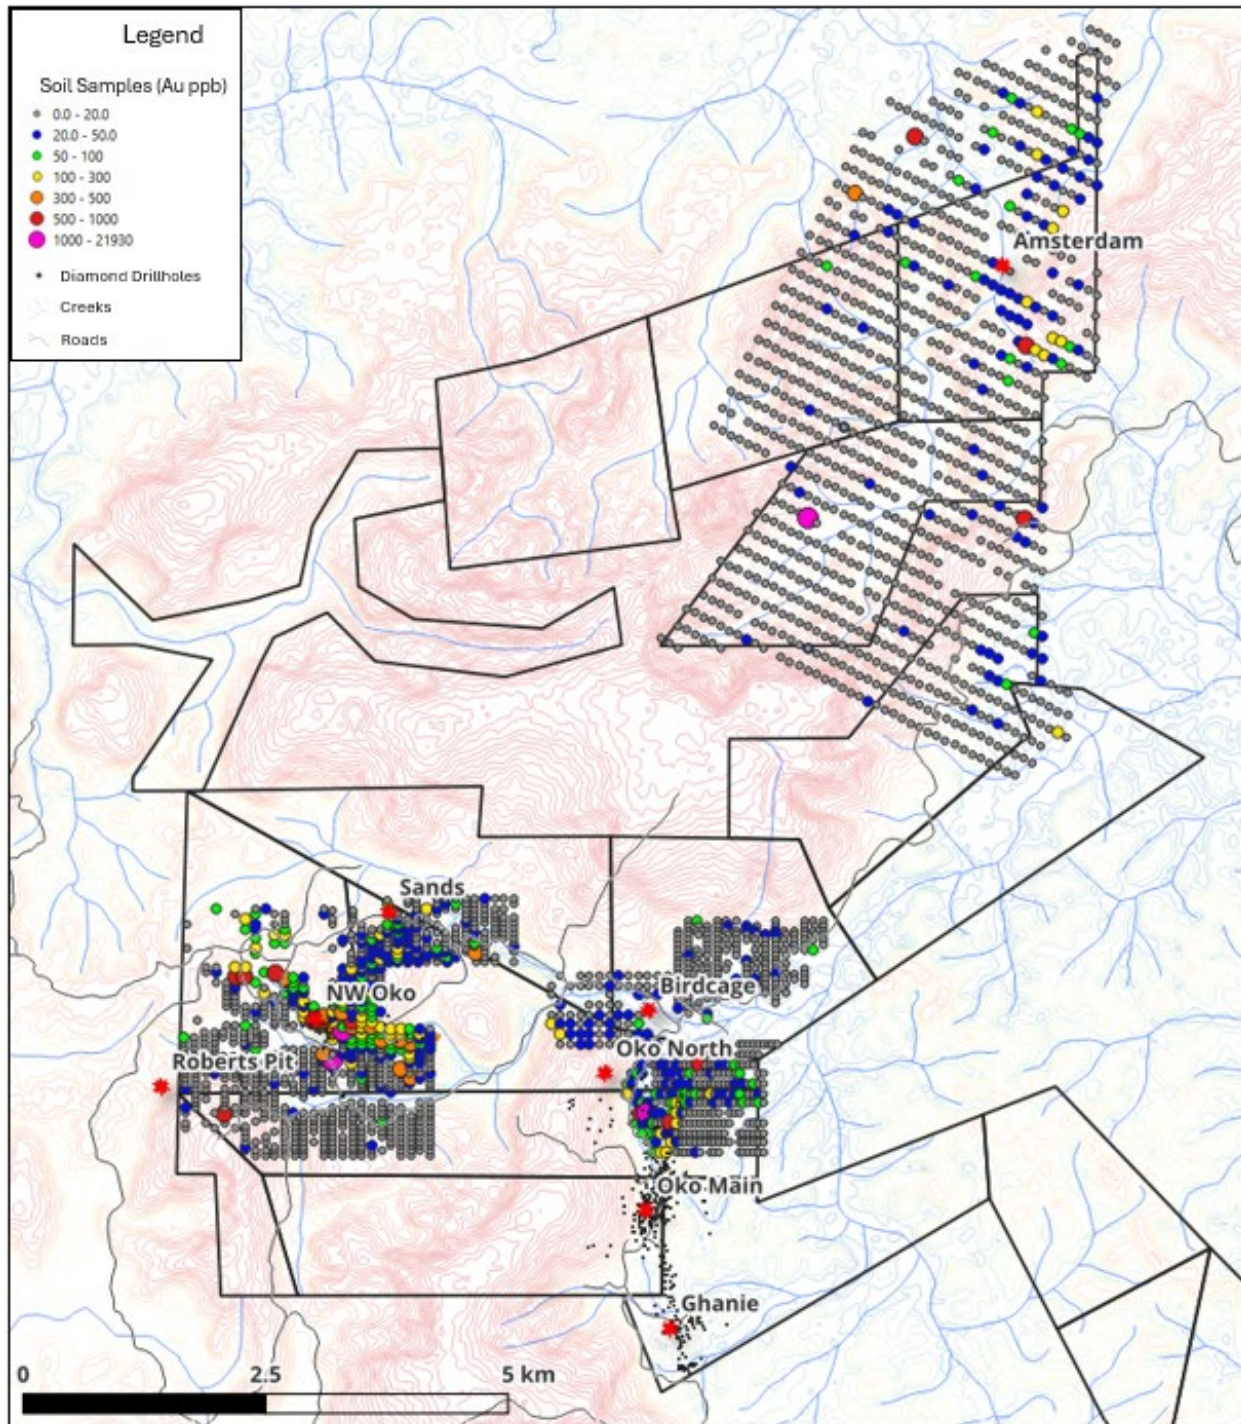 Legend
Soil Samples (Au ppb)
0.0 - 20.0
20.0 - 50.0
50 - 100
100 - 300
300 - 500
500 - 1000
1000 - 21930
Diamond Drillholes
Creeks
Roads
Amsterdam
Sands
NW Oko
Birdcage
Oko North
Roberts Pit
Oko Main
Ghanie
0 2.5 5 km